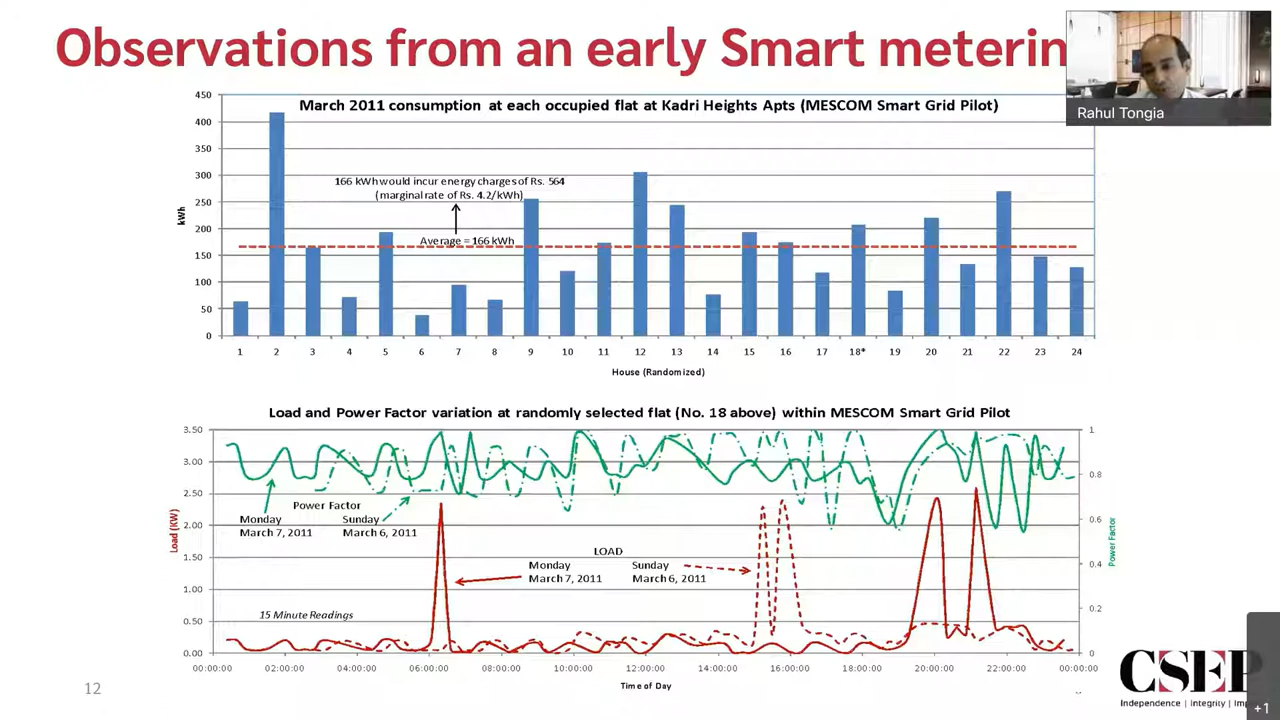 Observations from an early Smart meterin
Rahul Tongia
March 2011 consumption at each occupied flat at Kadri Heights Apts (MESCOM Smart Grid Pilot)
450
400
350
300
250
200
150
100
50
0
kWh
166 kWh would incur energy charges of Rs. 564
(marginal rate of Rs. 4.2/kWh)
Average = 166 kWh
1 2 3 4 5 6 7 8 9 10 11 12 13 14 15 16 17 18* 19 20 21 22 23 24
House (Randomized)
Load and Power Factor variation at randomly selected flat (No. 18 above) within MESCOM Smart Grid Pilot
3.50
3.00
2.50
2.00
1.50
1.00
0.50
0.00
Load (KW)
1
0.8
0.6
0.4
0.2
0
Power Factor
Power Factor
Monday Sunday
March 7, 2011 March 6, 2011
LOAD
Monday Sunday
March 7, 2011 March 6, 2011
15 Minute Readings
00:00:00 02:00:00 04:00:00 06:00:00 08:00:00 10:00:00 12:00:00 14:00:00 16:00:00 18:00:00 20:00:00 22:00:00 00:00:00
Time of Day
12
CSEP
Independence | Integrity | Im
+1